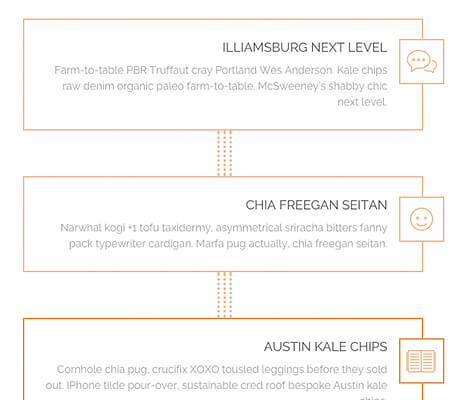 ILLIAMSBURG NEXT LEVEL
Farm-to-table PBR Truffaut cray Portland Wes Anderson. Kale chips
raw denim organic paleo farm-to-table. McSweeney's shabby chic
next level.
CHIA FREEGAN SEITAN
Narwhal kogi +1 tofu taxidermy, asymmetrical sriracha bitters fanny
pack typewriter cardigan. Marfa pug actually, chia freegan seitan.
AUSTIN KALE CHIPS
Cornhole chia pug, crucifix XOXO tousled leggings before they sold
out. IPhone tilde pour-over, sustainable cred roof bespoke Austin kale
chips.